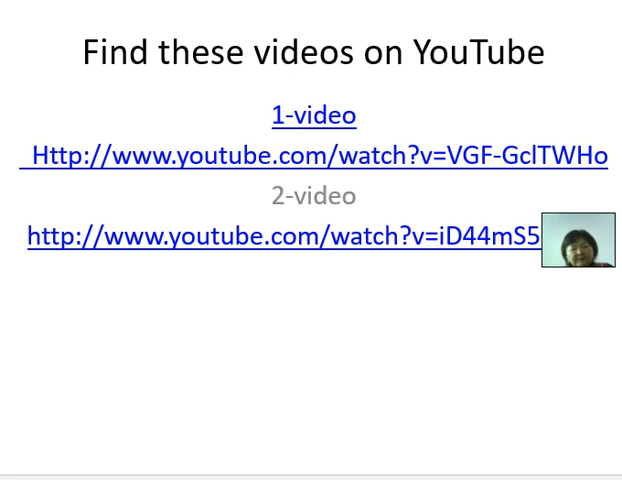 Find these videos on YouTube
1-video
Http://www.youtube.com/watch?v=VGF-GclTWHo
2-video
http://www.youtube.com/watch?v=iD44mS5